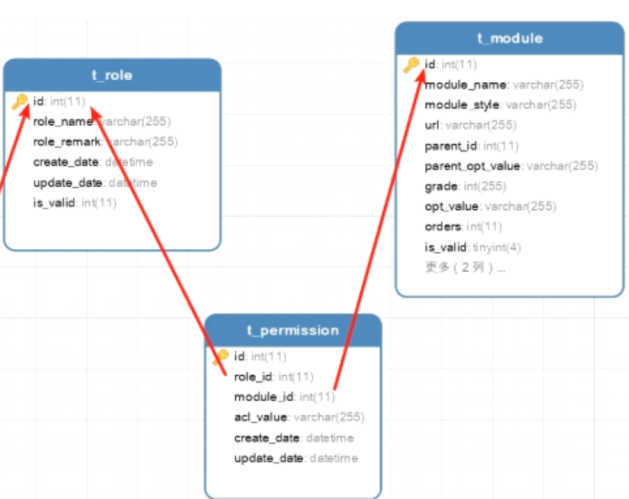 t_role
id: int(11)
role_name: varchar(255)
role_remark: varchar(255)
create_date: datetime
update_date: datetime
is_valid: int(11)
t_module
id: int(11)
module_name: varchar(255)
module_style: varchar(255)
url: varchar(255)
parent_id: int(11)
parent_opt_value: varchar(255)
grade: int(255)
opt_value: varchar(255)
orders: int(11)
is_valid: tinyint(4)
更多 ( 2 列 ) ...
t_permission
id: int(11)
role_id: int(11)
module_id: int(11)
acl_value: varchar(255)
create_date: datetime
update_date: datetime